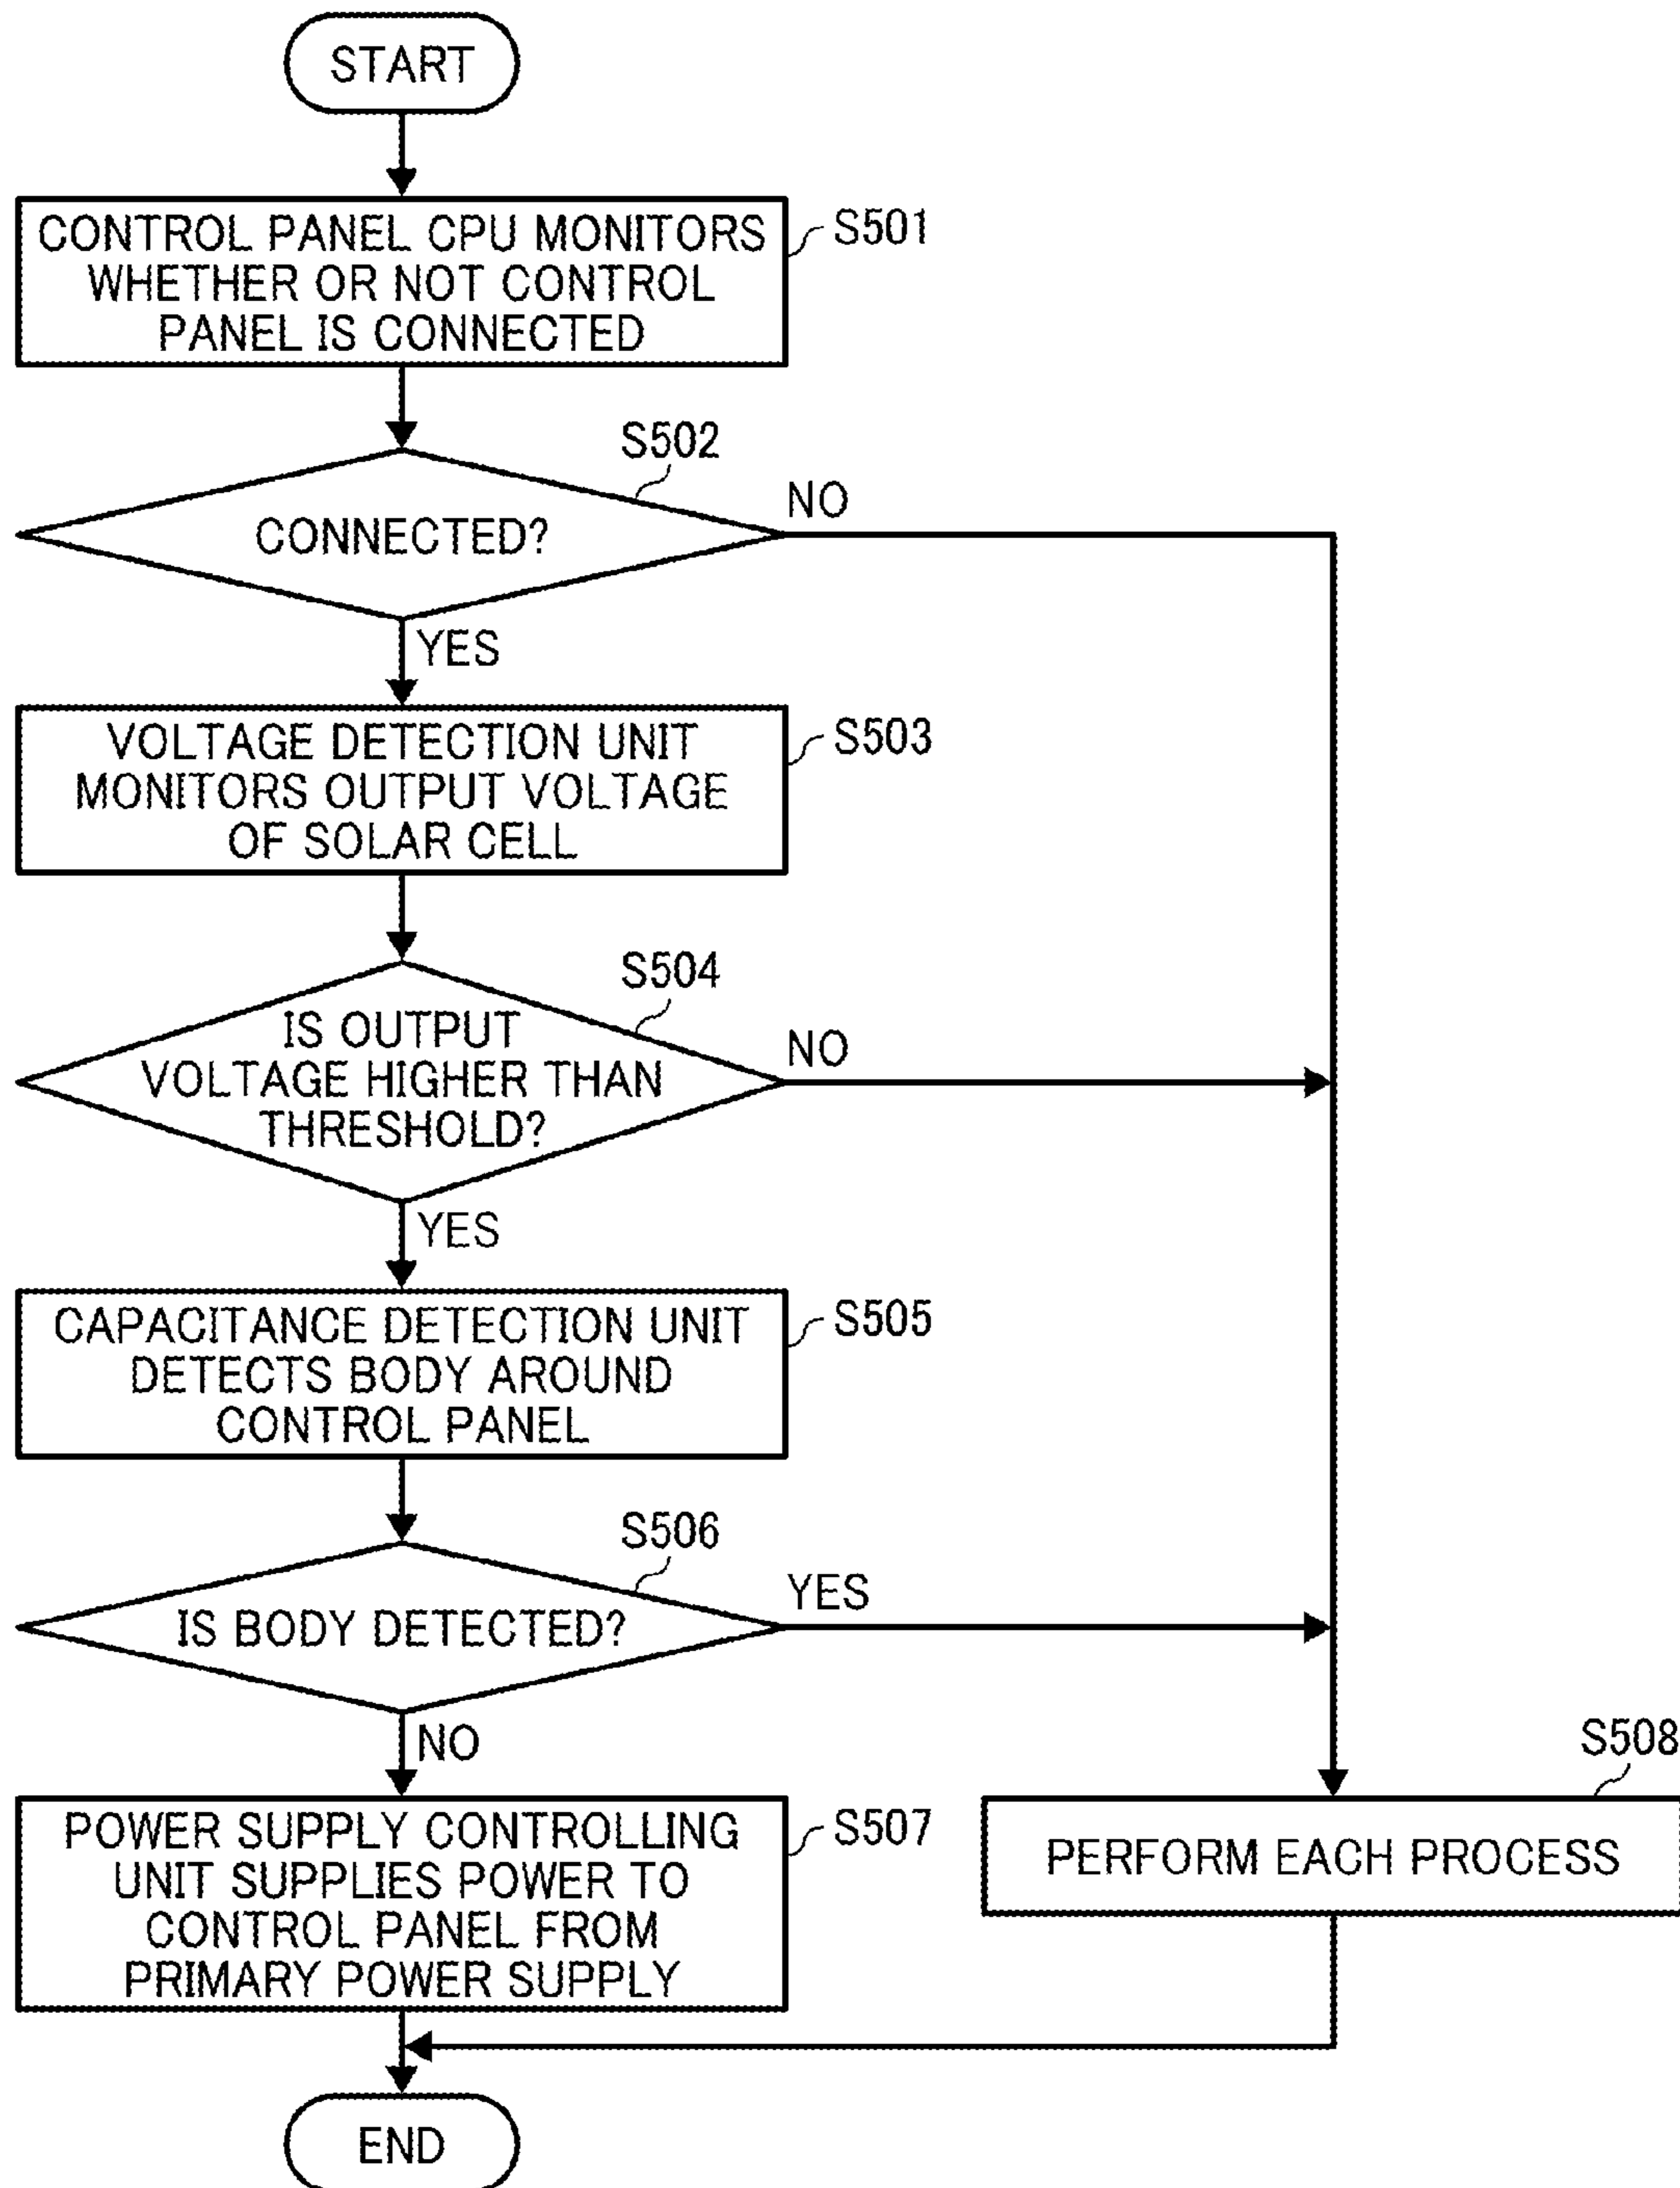 START
CONTROL PANEL CPU MONITORS
WHETHER OR NOT CONTROL
PANEL IS CONNECTED
S501
S502
CONNECTED?
NO
YES
VOLTAGE DETECTION UNIT
MONITORS OUTPUT VOLTAGE
OF SOLAR CELL
S503
S504
IS OUTPUT
VOLTAGE HIGHER THAN
THRESHOLD?
NO
YES
CAPACITANCE DETECTION UNIT
DETECTS BODY AROUND
CONTROL PANEL
S505
S506
IS BODY DETECTED?
YES
NO
POWER SUPPLY CONTROLLING
UNIT SUPPLIES POWER TO
CONTROL PANEL FROM
PRIMARY POWER SUPPLY
S507
S508
PERFORM EACH PROCESS
END